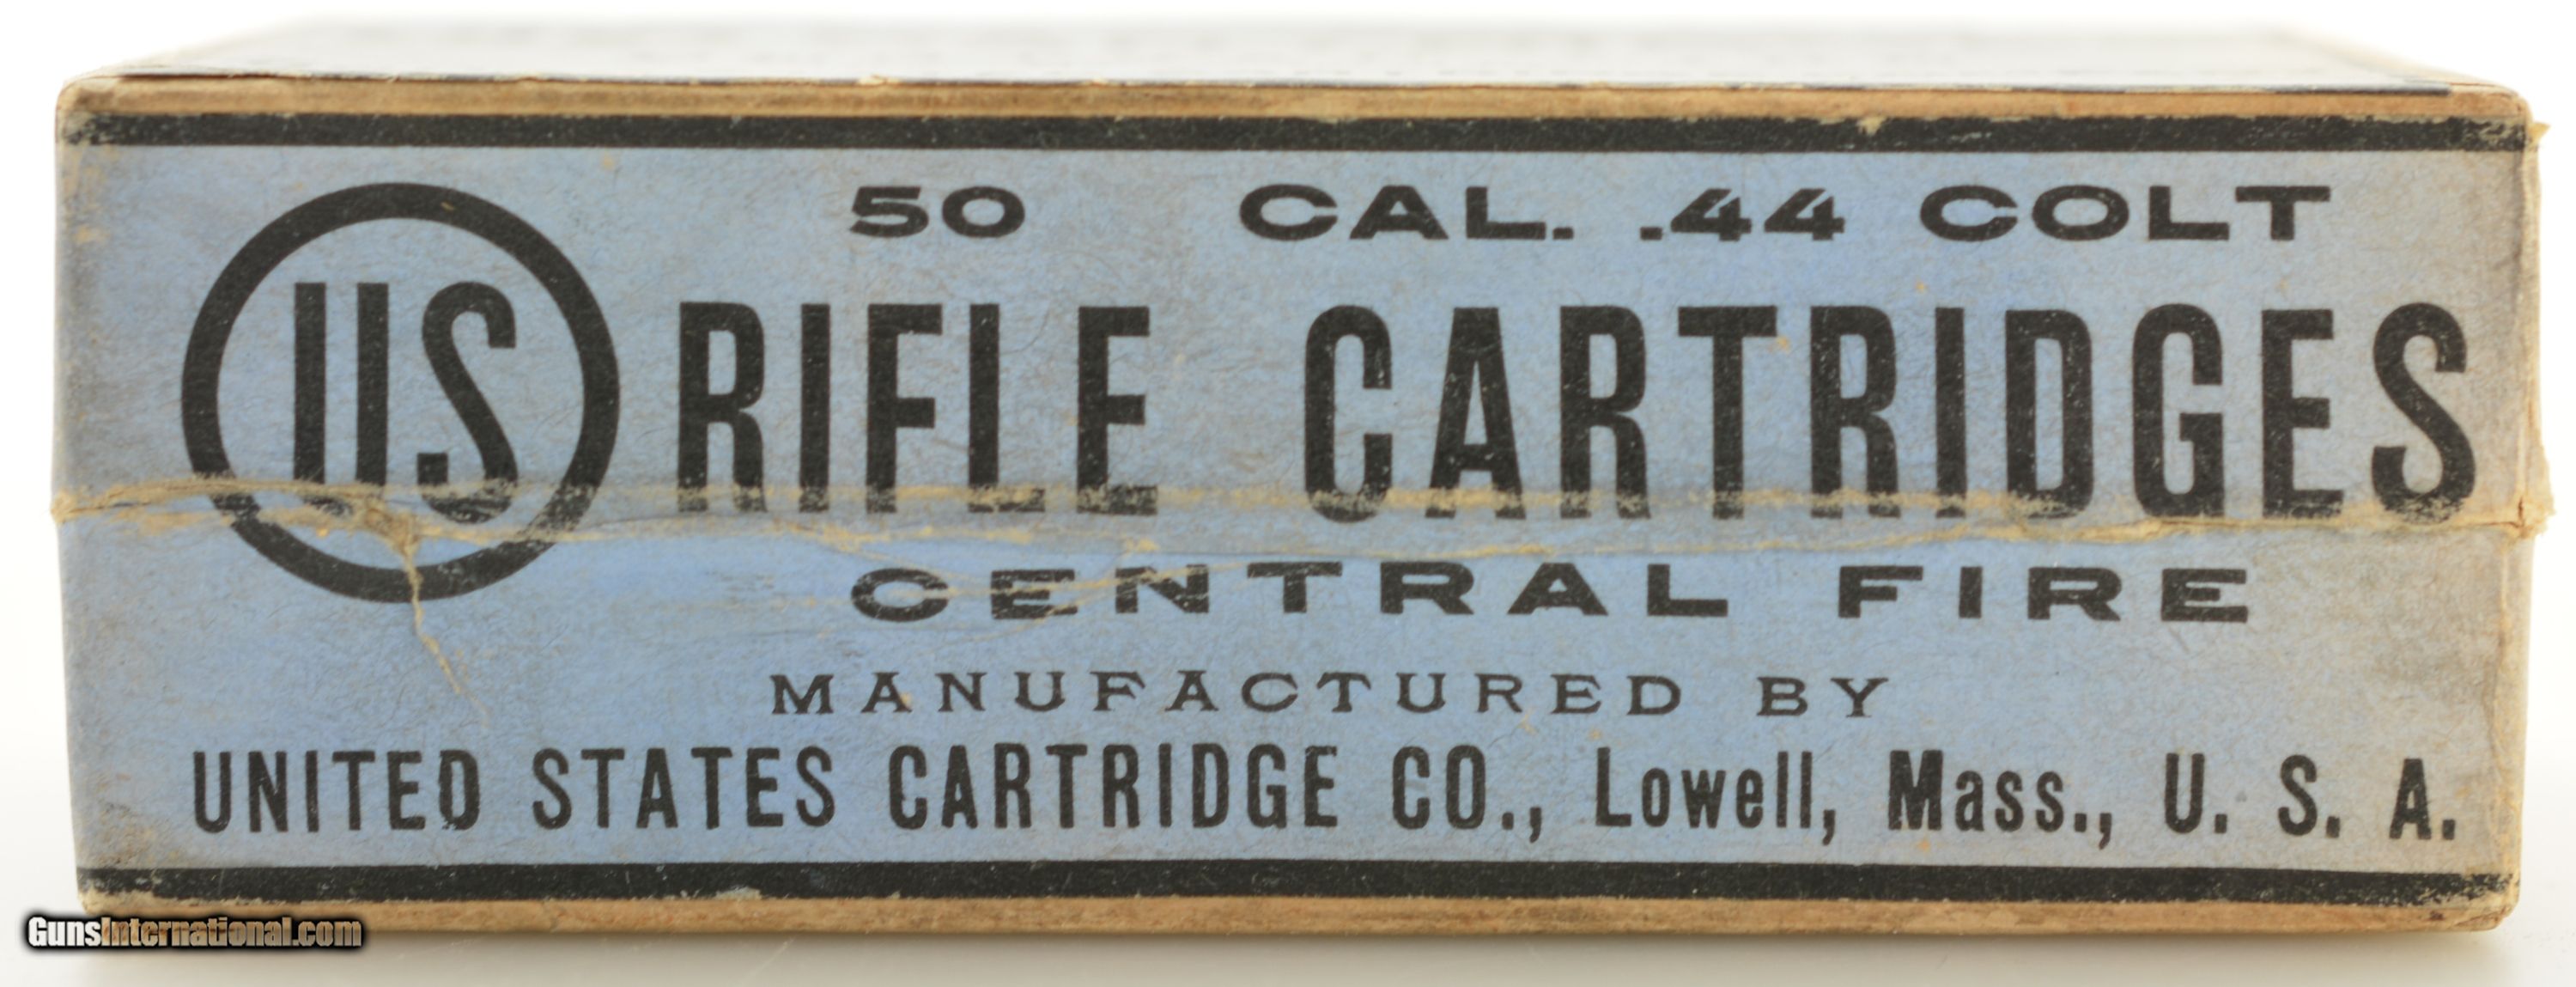 50 CAL. .44 COLT
US RIFLE CARTRIDGES
CENTRAL FIRE
MANUFACTURED BY
UNITED STATES CARTRIDGE CO., Lowell, Mass., U. S. A.
GunsInternational.com